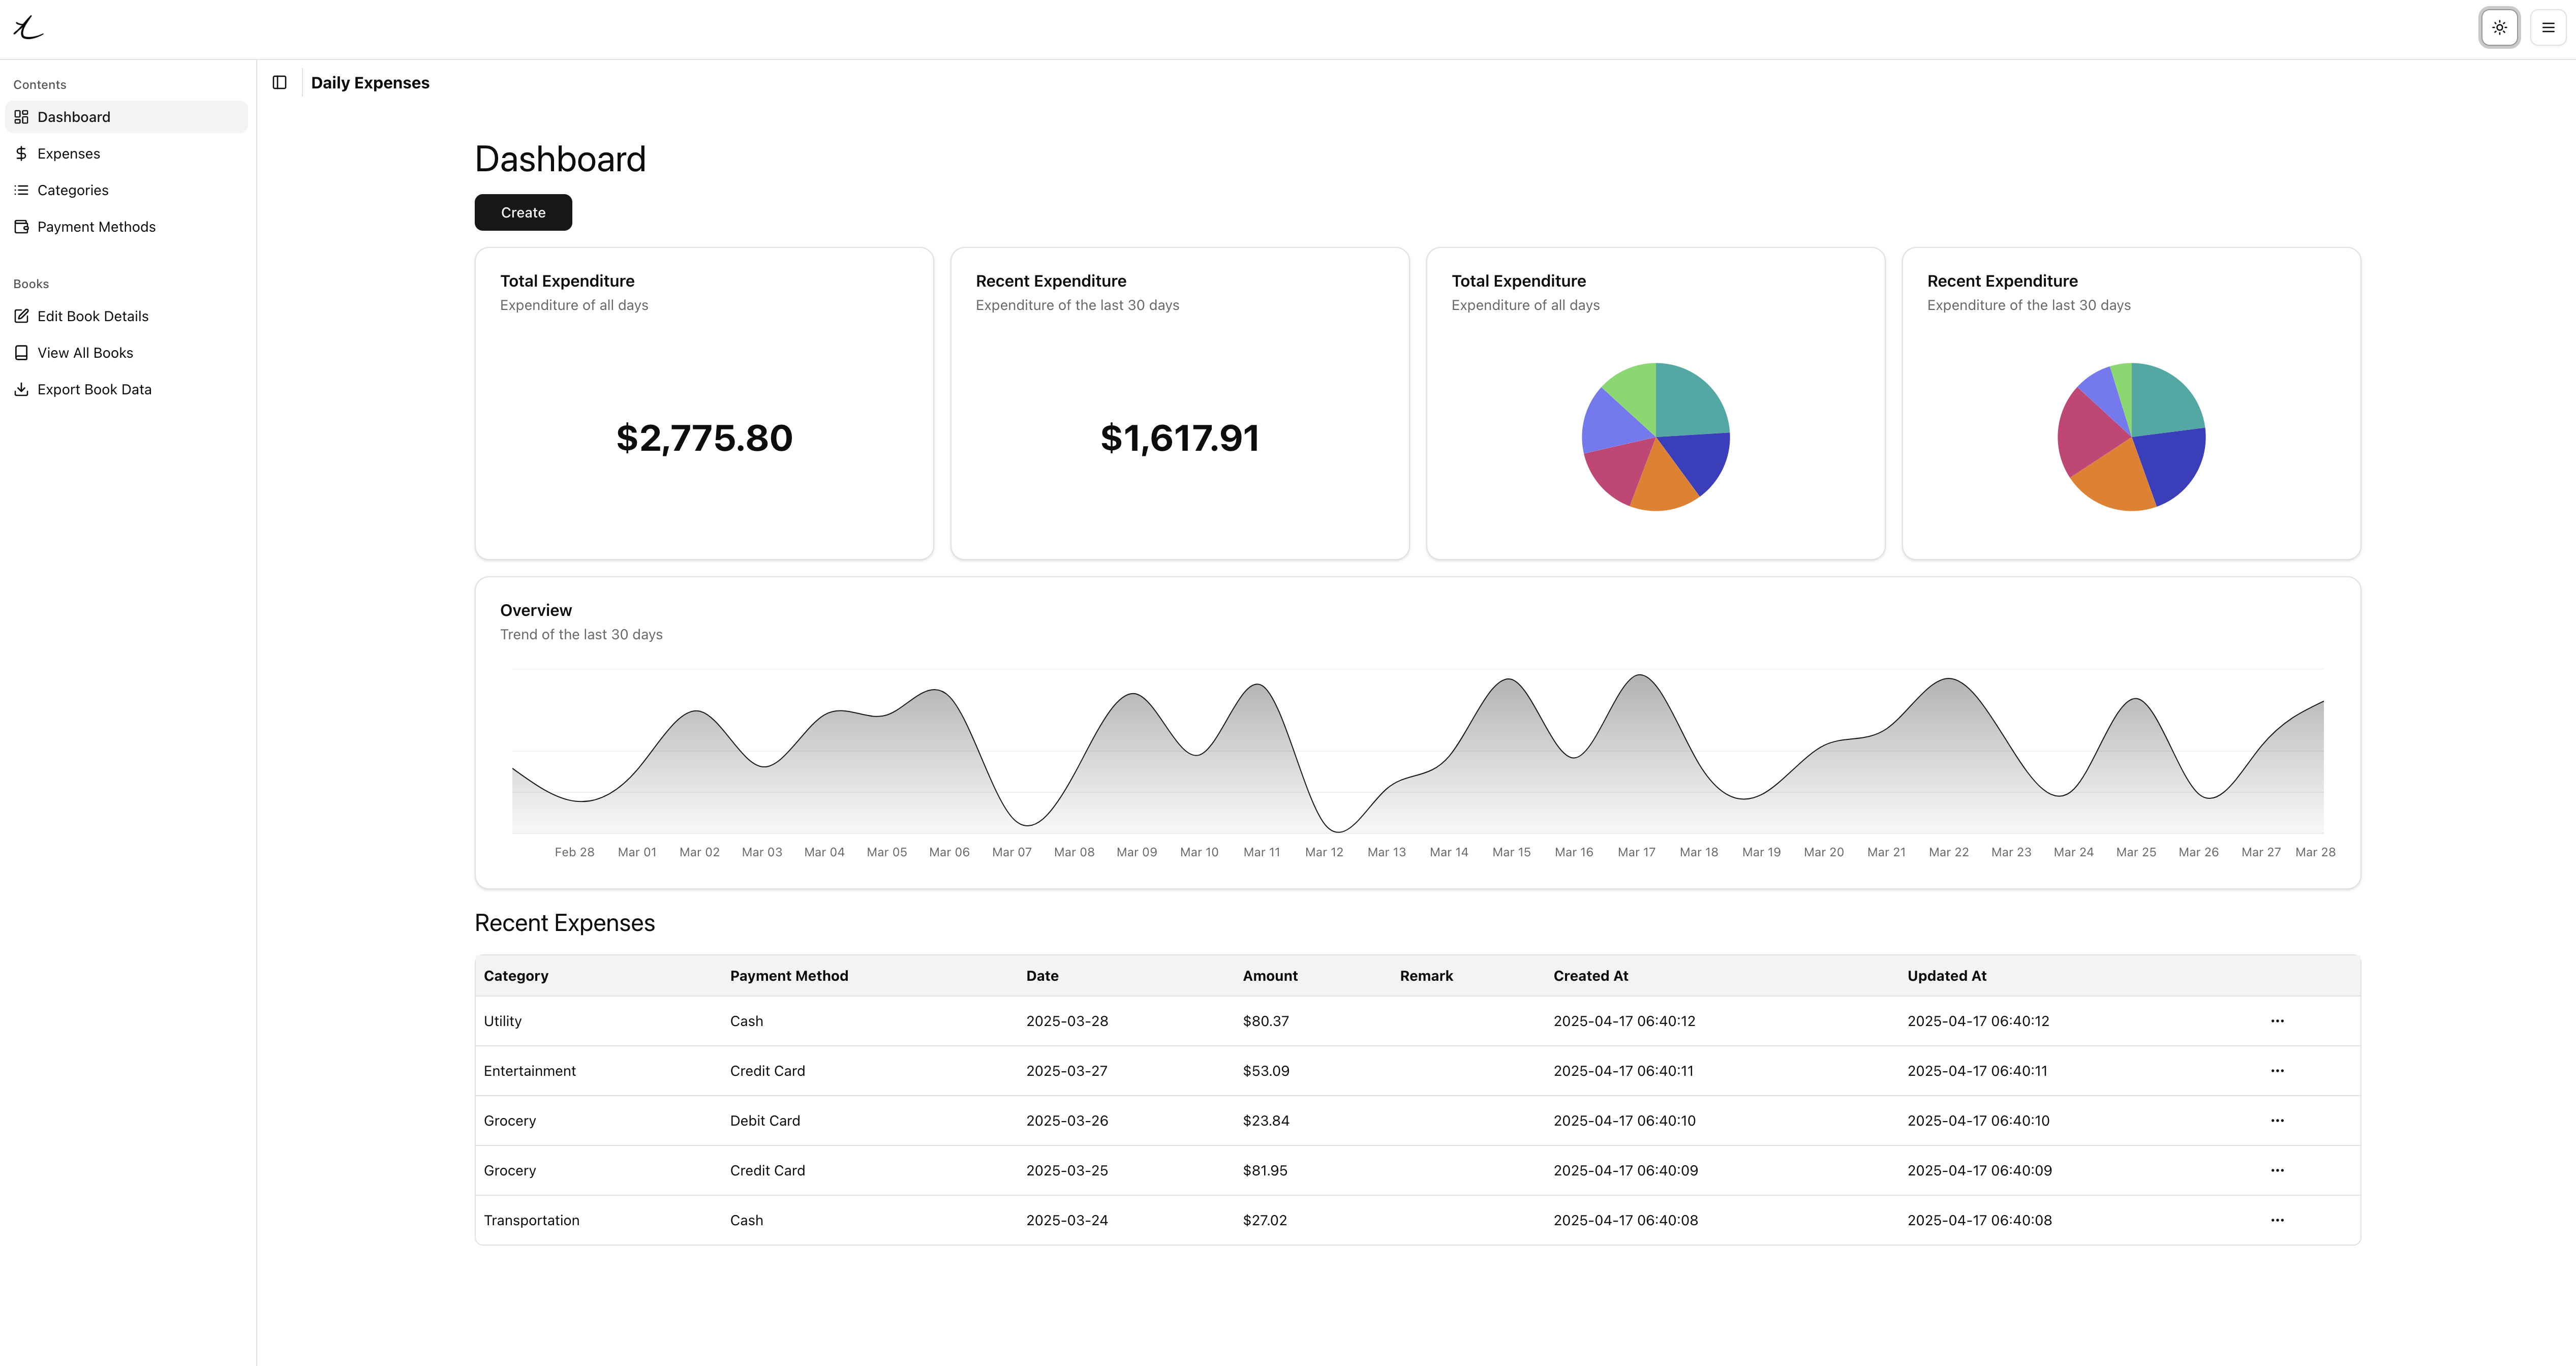 Contents
Dashboard
Expenses
Categories
Payment Methods
Books
Edit Book Details
View All Books
Export Book Data
Daily Expenses
Dashboard
Create
Total Expenditure
Expenditure of all days
$2,775.80
Recent Expenditure
Expenditure of the last 30 days
$1,617.91
Total Expenditure
Expenditure of all days
Recent Expenditure
Expenditure of the last 30 days
Overview
Trend of the last 30 days
Feb 28 Mar 01 Mar 02 Mar 03 Mar 04 Mar 05 Mar 06 Mar 07 Mar 08 Mar 09 Mar 10 Mar 11 Mar 12 Mar 13 Mar 14 Mar 15 Mar 16 Mar 17 Mar 18 Mar 19 Mar 20 Mar 21 Mar 22 Mar 23 Mar 24 Mar 25 Mar 26 Mar 27 Mar 28
Recent Expenses
Category Payment Method Date Amount Remark Created At Updated At
Utility Cash 2025-03-28 $80.37 2025-04-17 06:40:12 2025-04-17 06:40:12 ...
Entertainment Credit Card 2025-03-27 $53.09 2025-04-17 06:40:11 2025-04-17 06:40:11 ...
Grocery Debit Card 2025-03-26 $23.84 2025-04-17 06:40:10 2025-04-17 06:40:10 ...
Grocery Credit Card 2025-03-25 $81.95 2025-04-17 06:40:09 2025-04-17 06:40:09 ...
Transportation Cash 2025-03-24 $27.02 2025-04-17 06:40:08 2025-04-17 06:40:08 ...